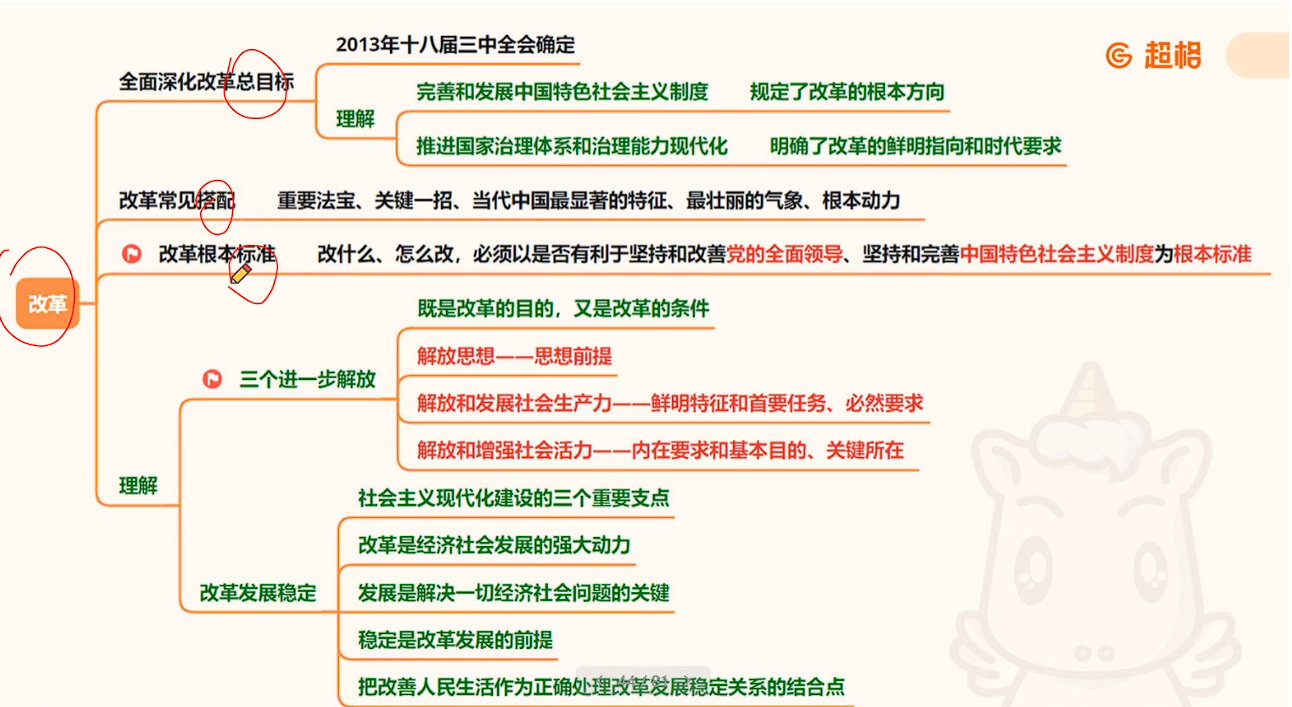 超格
2013年十八届三中全会确定
全面深化改革总目标
完善和发展中国特色社会主义制度 规定了改革的根本方向
理解
推进国家治理体系和治理能力现代化 明确了改革的鲜明指向和时代要求
改革常见搭配 重要法宝、关键一招、当代中国最显著的特征、最壮丽的气象、根本动力
改革根本标准 改什么、怎么改，必须以是否有利于坚持和改善党的全面领导、坚持和完善中国特色社会主义制度为根本标准
改革
既是改革的目的，又是改革的条件
解放思想——思想前提
三个进一步解放
解放和发展社会生产力——鲜明特征和首要任务、必然要求
解放和增强社会活力——内在要求和基本目的、关键所在
理解
社会主义现代化建设的三个重要支点
改革是经济社会发展的强大动力
改革发展稳定
发展是解决一切经济社会问题的关键
稳定是改革发展的前提
把改善人民生活作为正确处理改革发展稳定关系的结合点